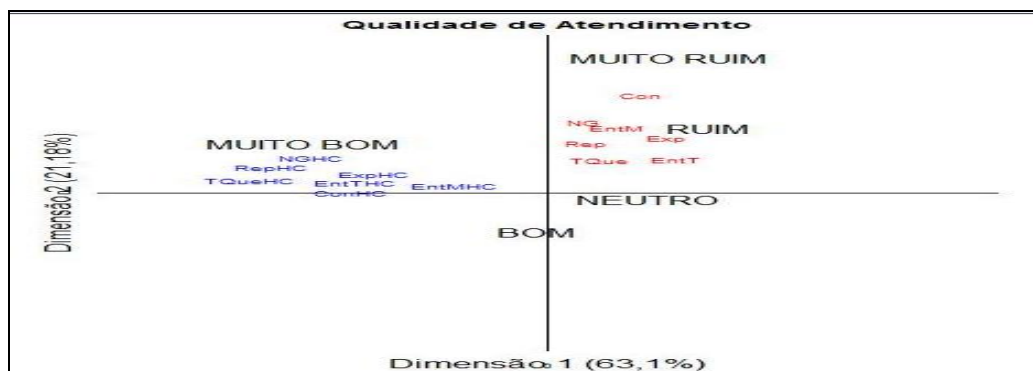 Qualidade de Atendimento
MUITO RUIM
Con
NG
EntM
RUIM
Exp
Rep
TQue
EntT
MUITO BOM
NGHC
RepHC
ExpHC
TQueHC
EntTHC
EntMHC
ConHC
NEUTRO
BOM
Dimensão 2 (21,18%)
Dimensão 1 (63,1%)